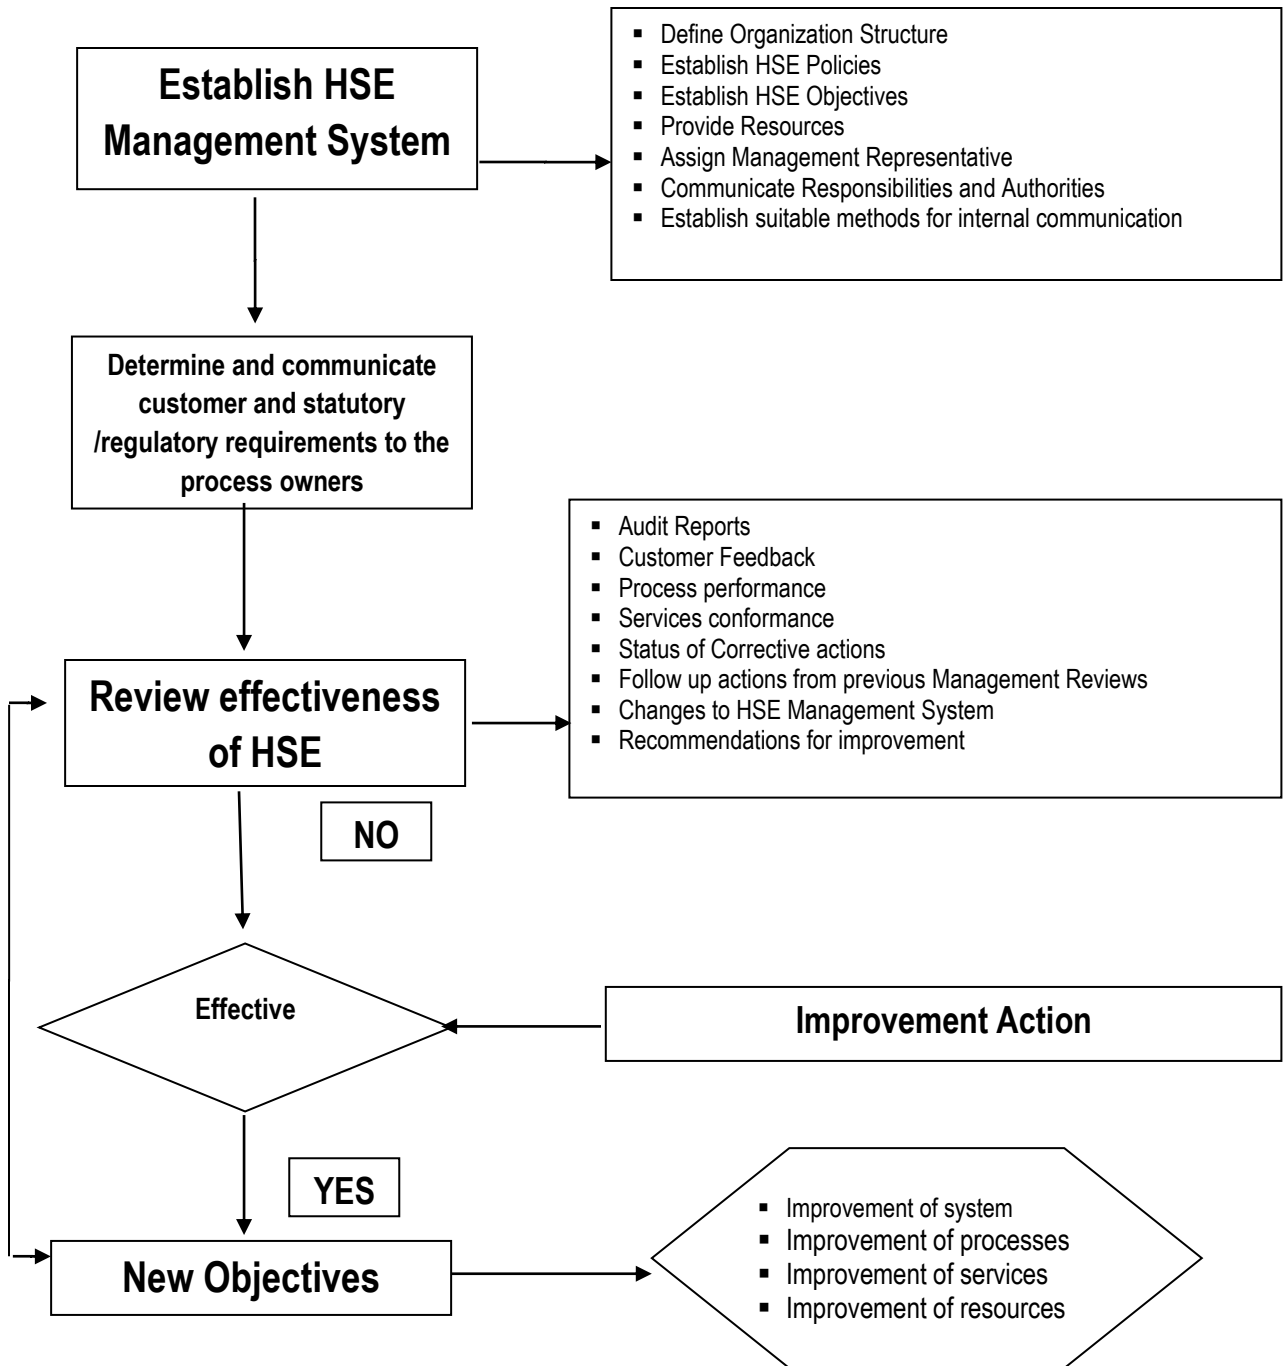 Establish HSE
Management System
▪ Define Organization Structure
▪ Establish HSE Policies
▪ Establish HSE Objectives
▪ Provide Resources
▪ Assign Management Representative
▪ Communicate Responsibilities and Authorities
▪ Establish suitable methods for internal communication
Determine and communicate
customer and statutory
/regulatory requirements to the
process owners
▪ Audit Reports
▪ Customer Feedback
▪ Process performance
▪ Services conformance
▪ Status of Corrective actions
▪ Follow up actions from previous Management Reviews
▪ Changes to HSE Management System
▪ Recommendations for improvement
Review effectiveness
of HSE
NO
Effective
Improvement Action
YES
New Objectives
▪ Improvement of system
▪ Improvement of processes
▪ Improvement of services
▪ Improvement of resources